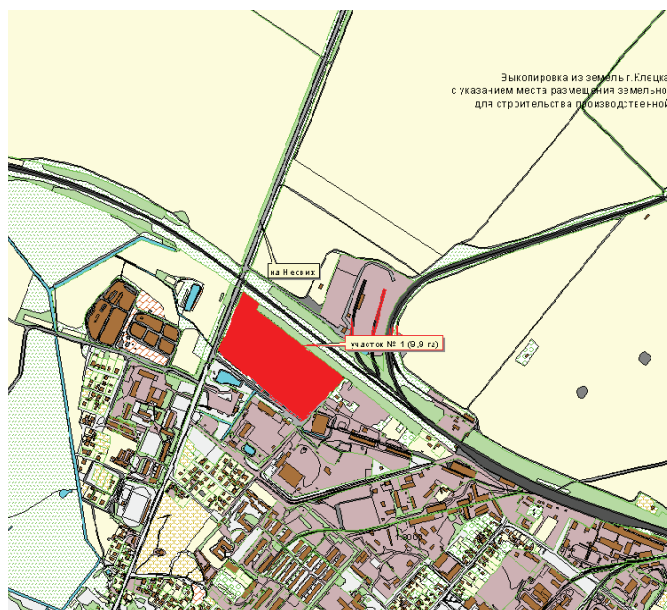 Выкопировка из земель г.Клецка
с указанием места размещения земельно
для строительства производственной
на Несвиж
участок № 1 (9,9 га)